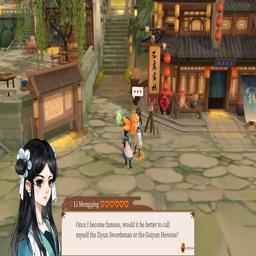 Li Mengqing
Once I become famous, would it be better to call
myself the Ziyun Swordsman or the Guiyun Heroine?